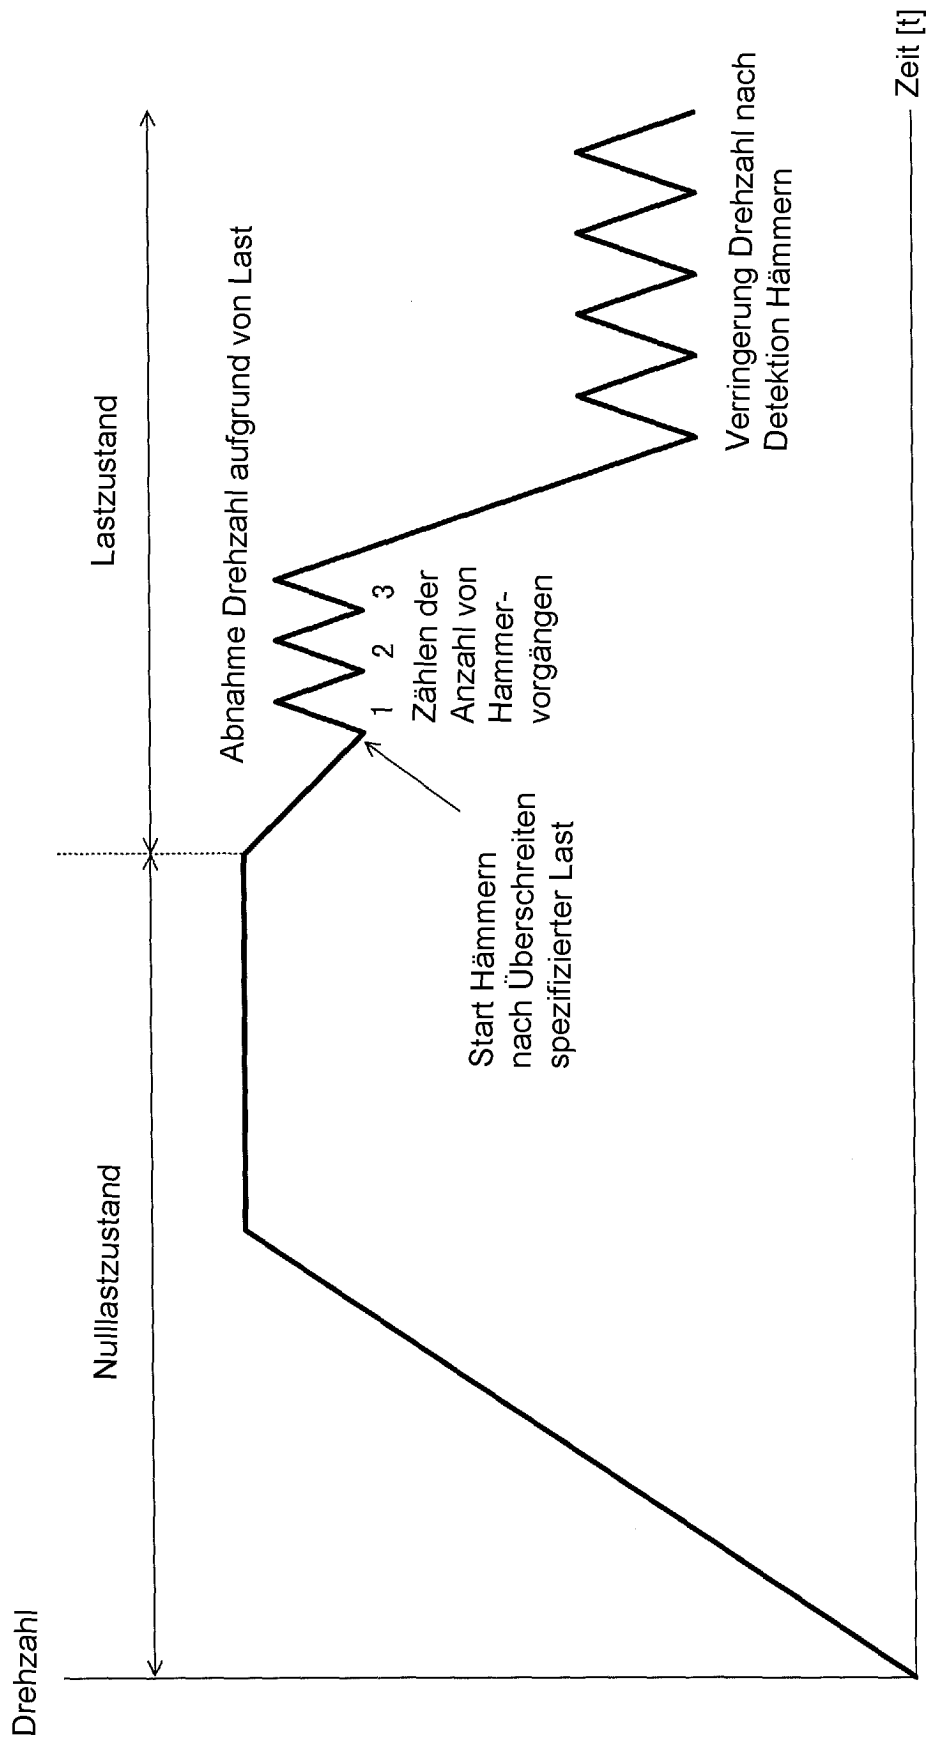 Drehzahl
Nulllastzustand
Lastzustand
Abnahme Drehzahl aufgrund von Last
1
2
3
Zählen der
Anzahl von
Hammer-
vorgängen
Start Hämmern
nach Überschreiten
spezifizierter Last
Verringerung Drehzahl nach
Detektion Hämmern
Zeit [t]